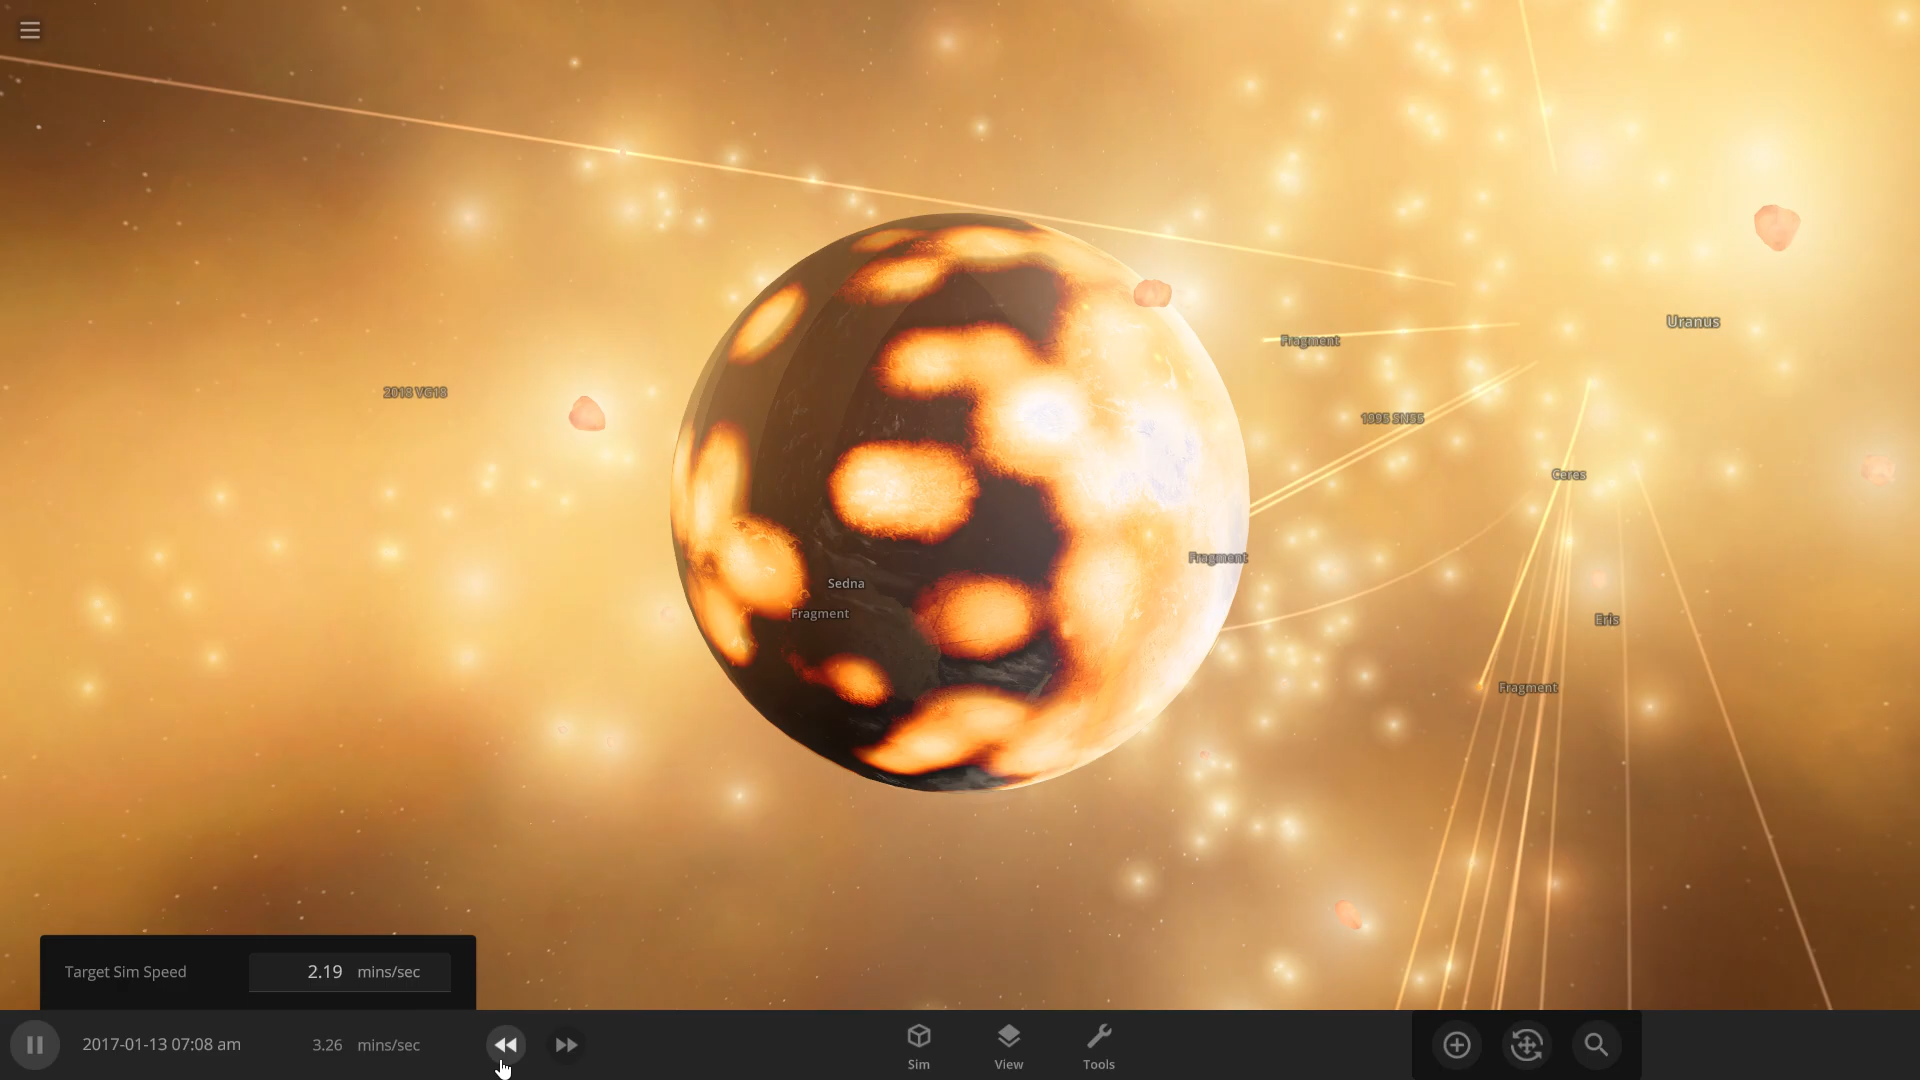 2018 VG18
Uranus
Fragment
1995 SN55
Ceres
Fragment
Sedna
Fragment
Eris
Fragment
Target Sim Speed 2.19 mins/sec
2017-01-13 07:08 am 3.26 mins/sec
Sim View Tools